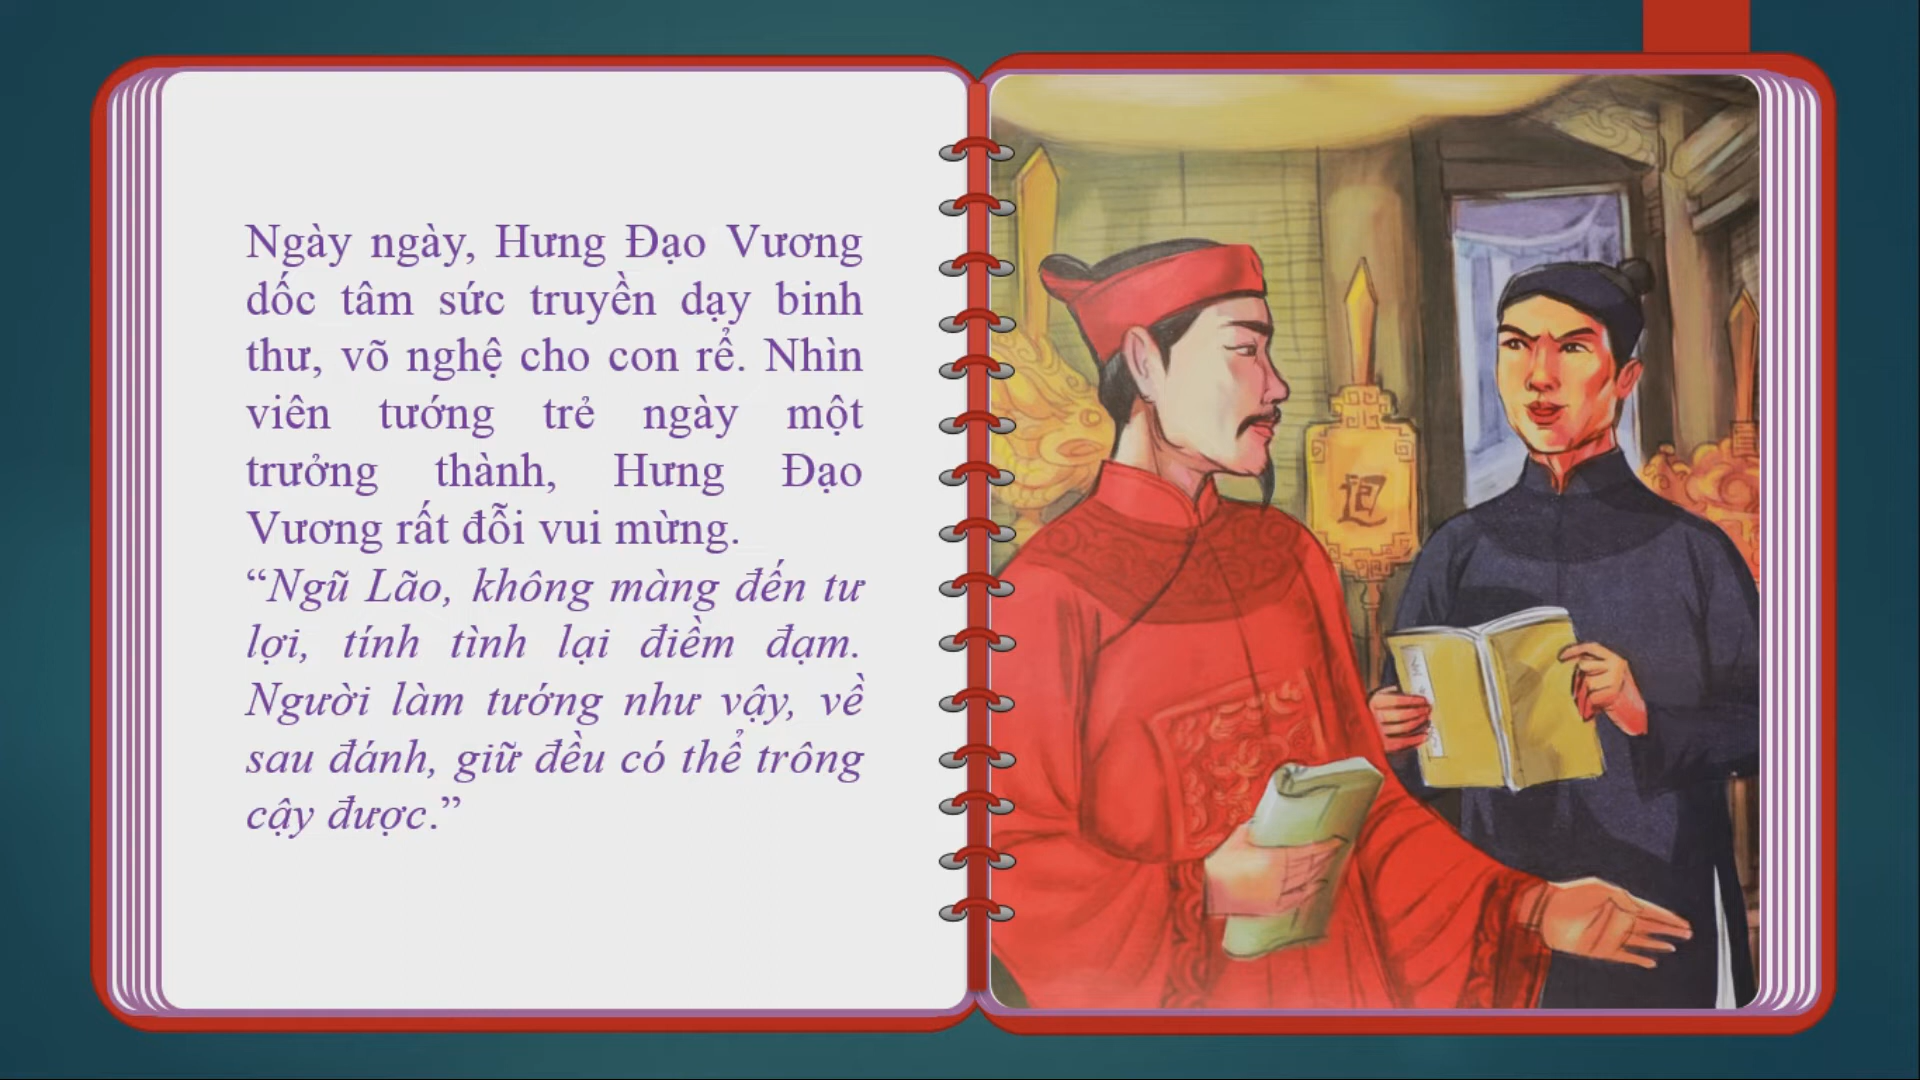 Ngày ngày, Hưng Đạo Vương
dốc tâm sức truyền dạy binh
thư, võ nghệ cho con rể. Nhìn
viên tướng trẻ ngày một
trưởng thành, Hưng Đạo
Vương rất đỗi vui mừng.
“Ngũ Lão, không màng đến tư
lợi, tính tình lại điềm đạm.
Người làm tướng như vậy, về
sau đánh, giữ đều có thể trông
cậy được.”